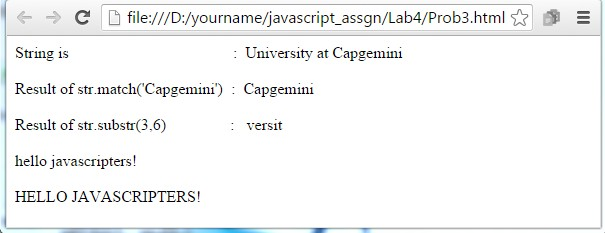 file:///D:/yourname/javascript_assgn/Lab4/Prob3.html
String is : University at Capgemini
Result of str.match('Capgemini') : Capgemini
Result of str.substr(3,6) : versit
hello javascripters!
HELLO JAVASCRIPTERS!